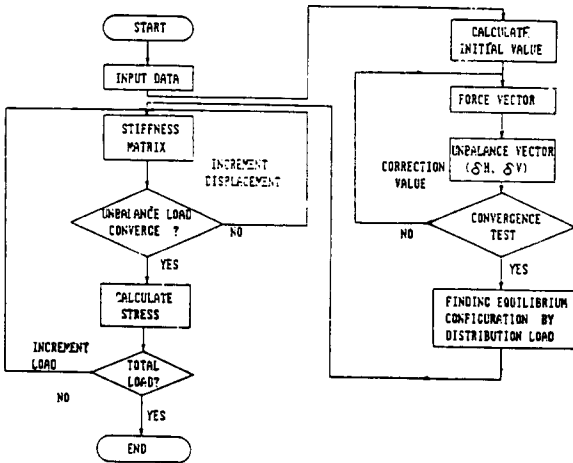 START
INPUT DATA
STIFFNESS
MATRIX
INCREMENT
DISPLACEMENT
UNBALANCE LOAD
CONVERGE ?
NO
YES
CALCULATE
STRESS
INCREMENT
LOAD
TOTAL
LOAD?
NO
YES
END
CALCULATE
INITIAL VALUE
FORCE VECTOR
UNBALANCE VECTOR
(δH, δV)
CORRECTION
VALUE
CONVERGENCE
TEST
NO
YES
FINDING EQUILIBRIUM
CONFIGURATION BY
DISTRIBUTION LOAD